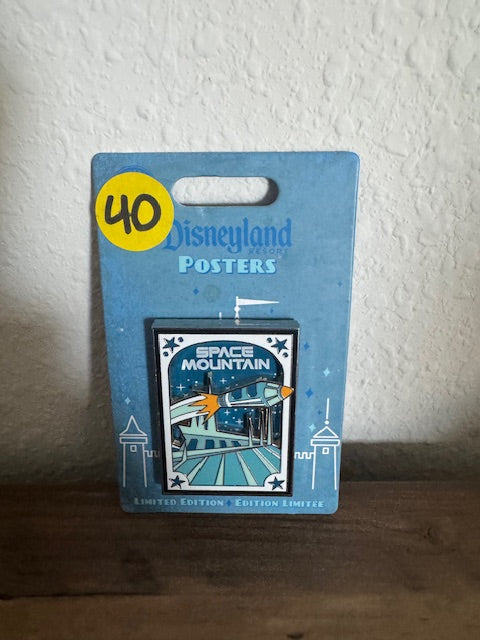 40
Disneyland
RESORT
POSTERS
SPACE
MOUNTAIN
LIMITED EDITION ✦ EDITION LIMITÉE